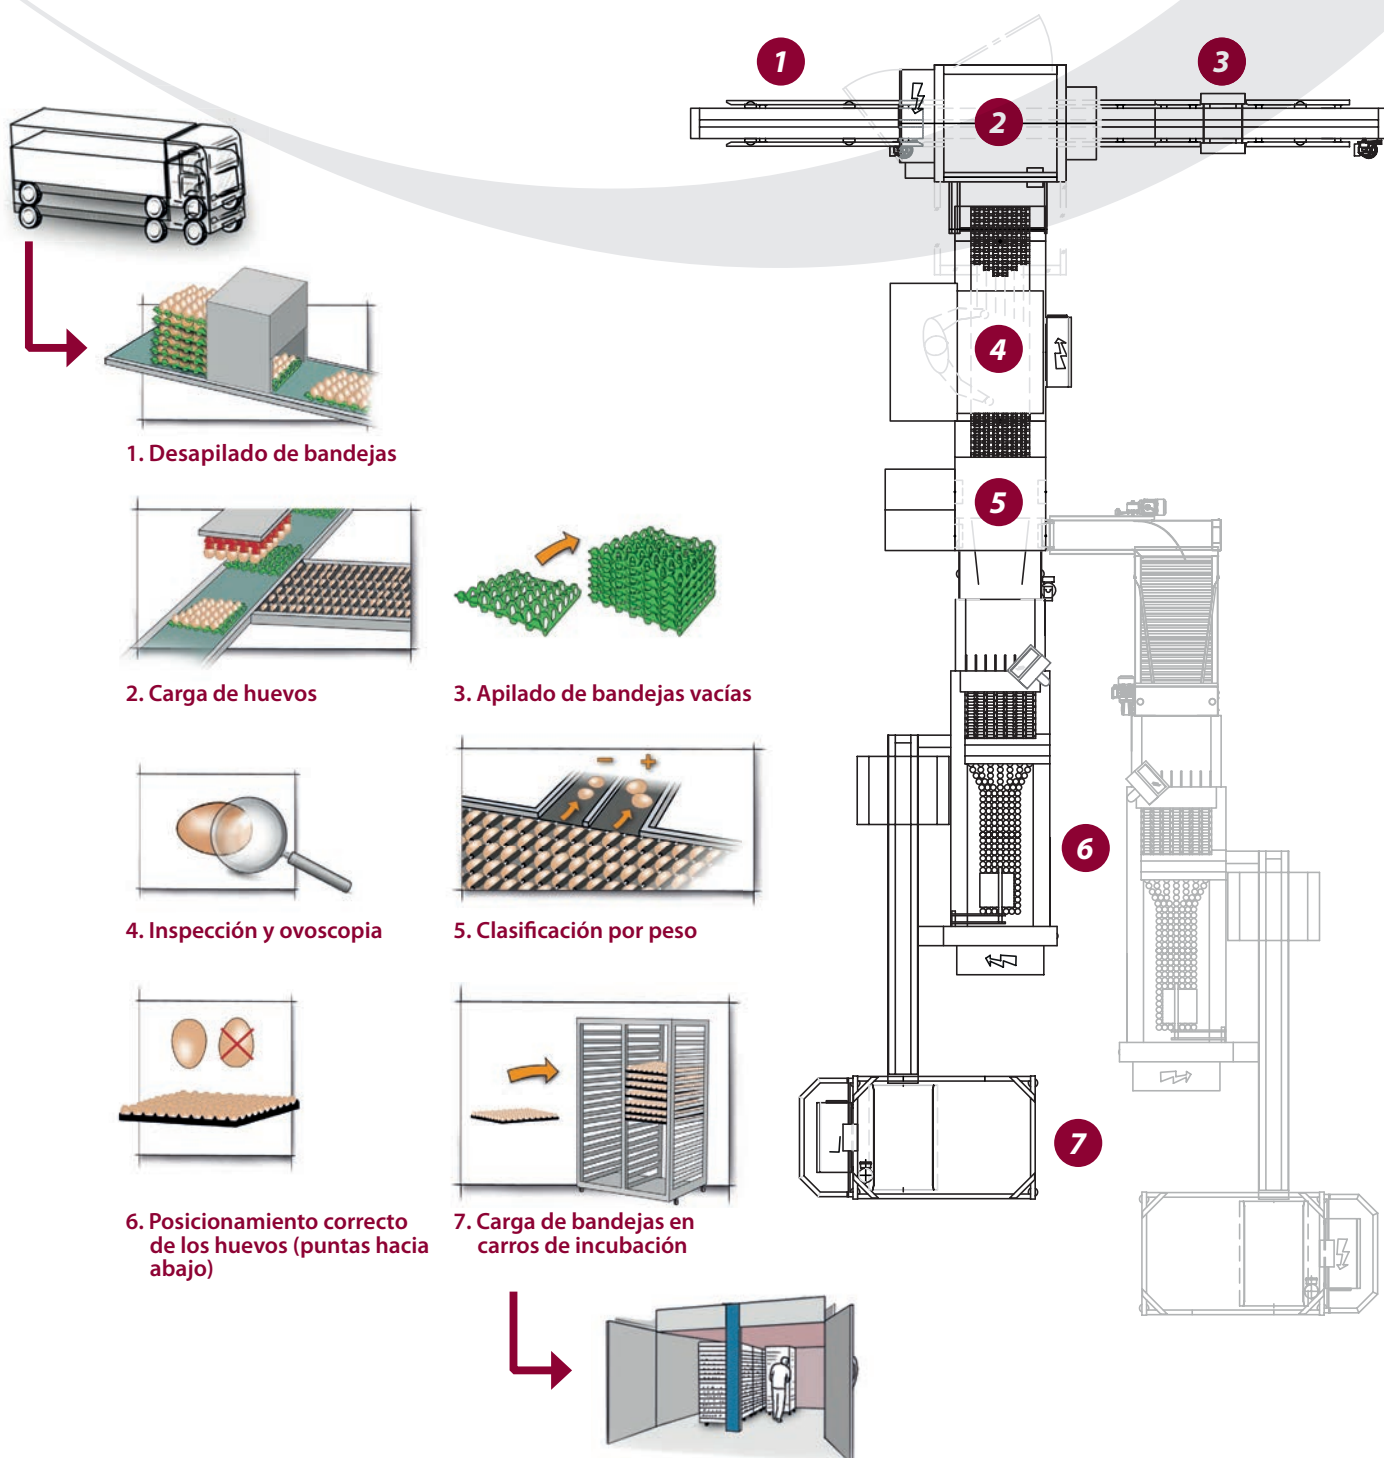 1
2
3
4
5
6
7
1. Desapilado de bandejas
2. Carga de huevos
3. Apilado de bandejas vacías
- +
4. Inspección y ovoscopia
5. Clasificación por peso
6. Posicionamiento correcto
de los huevos (puntas hacia
abajo)
7. Carga de bandejas en
carros de incubación